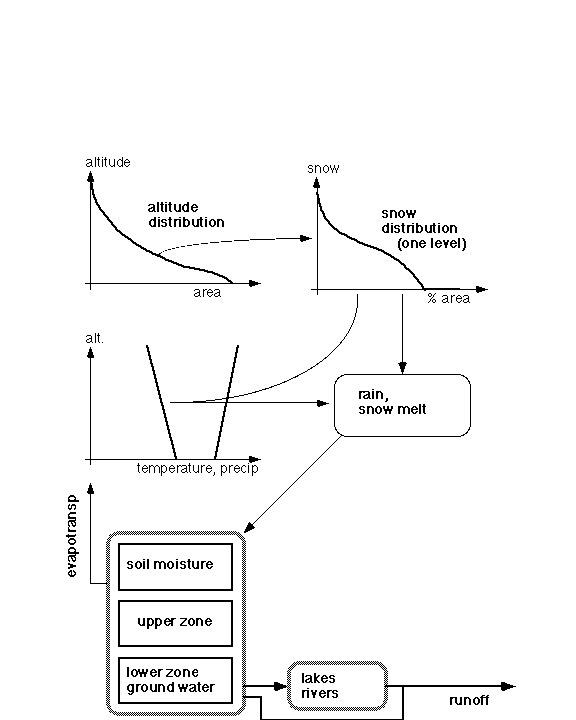 altitude
altitude
distribution
area
snow
snow
distribution
(one level)
% area
alt.
temperature, precip
rain,
snow melt
evapotransp
soil moisture
upper zone
lower zone
ground water
lakes
rivers
runoff